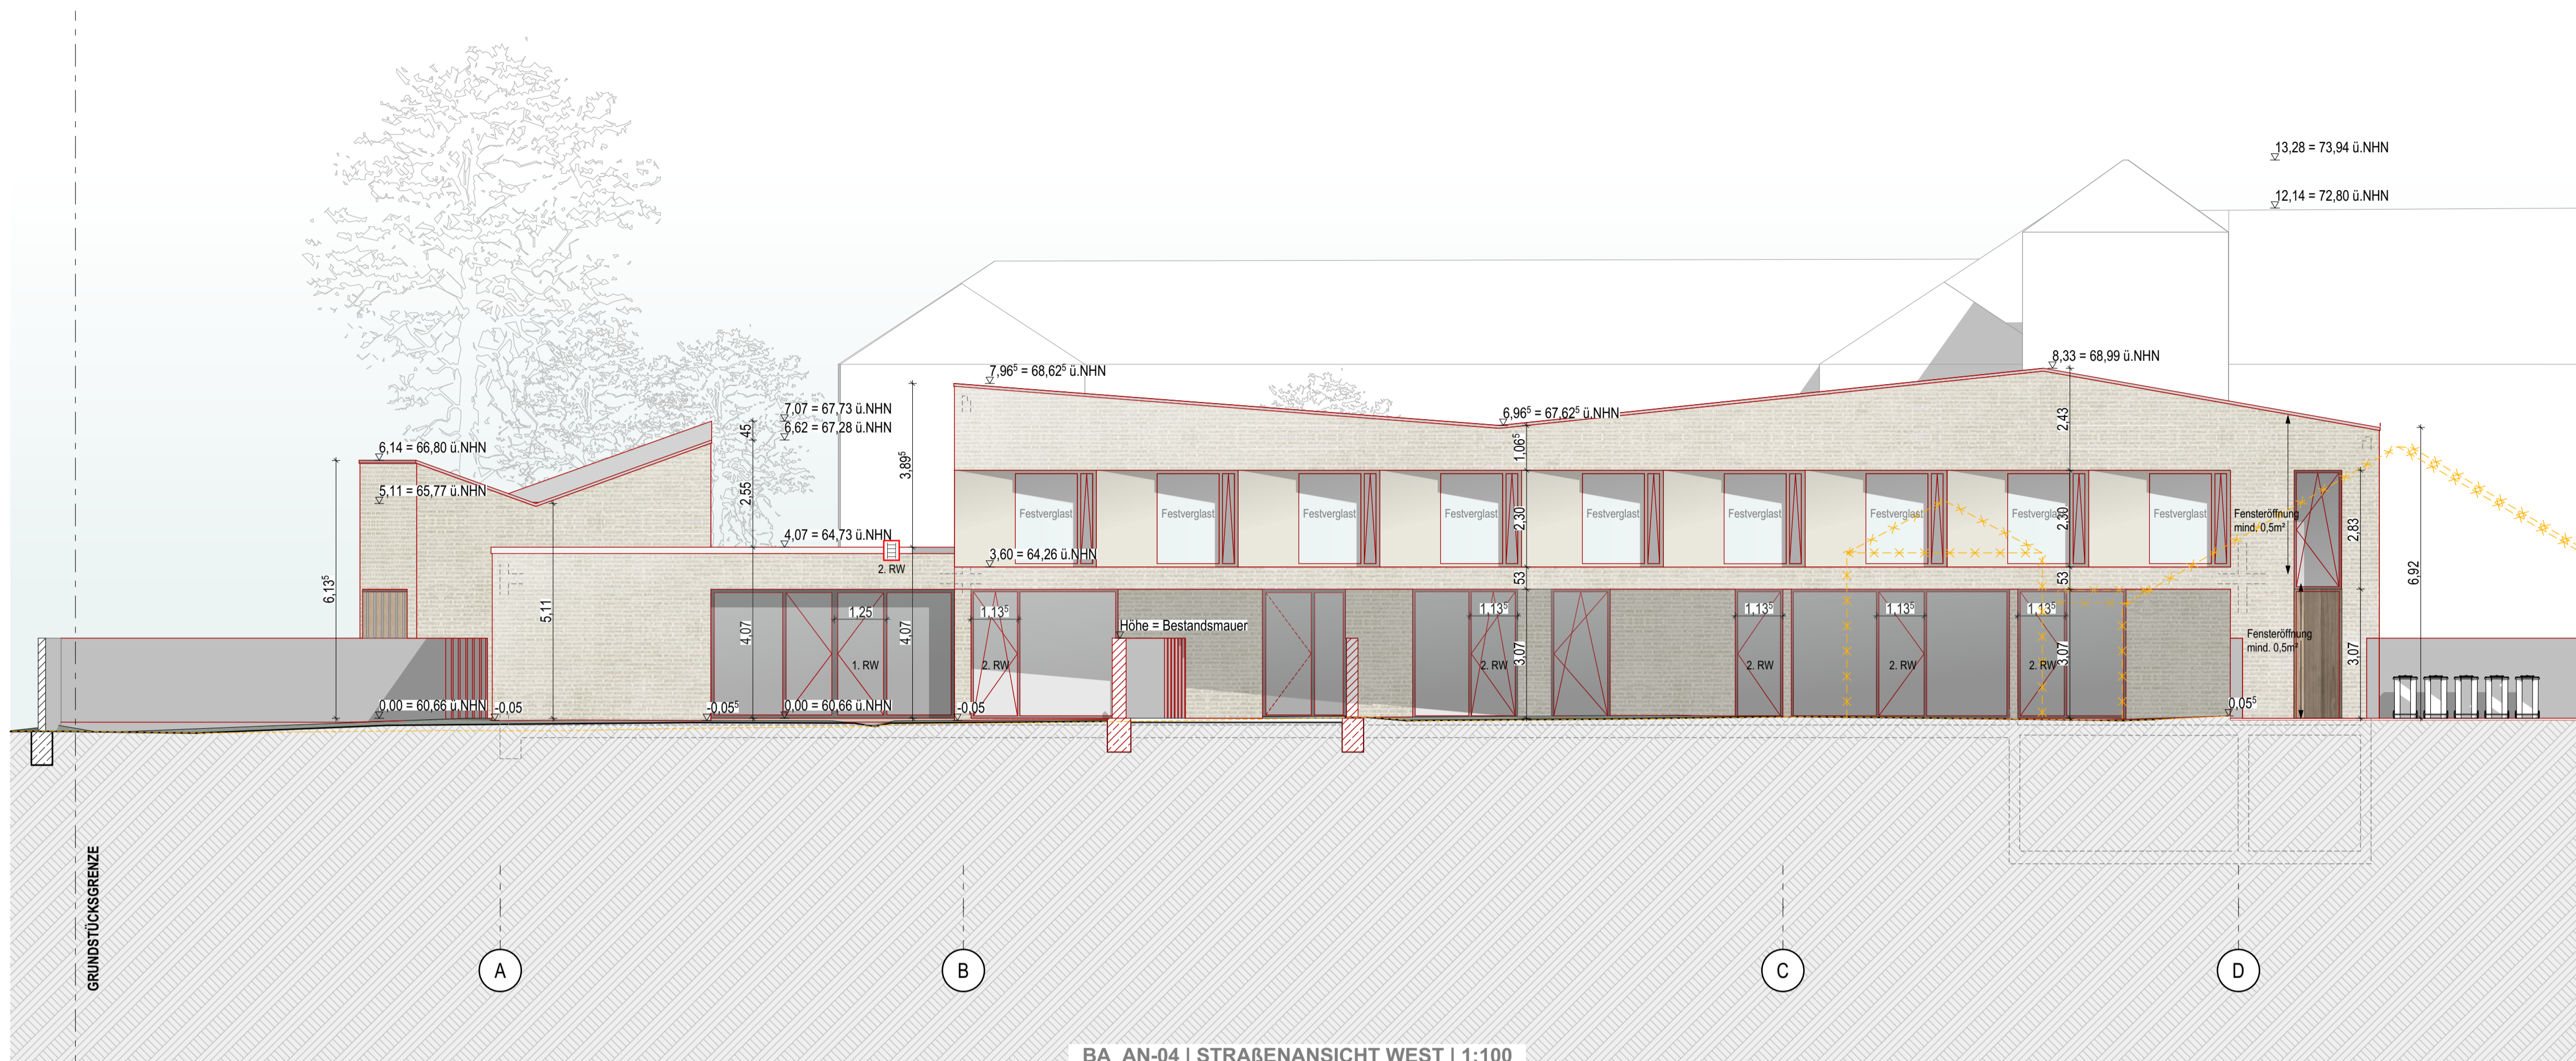 13,28 = 73,94 ü.NHN
12,14 = 72,80 ü.NHN
8,33 = 68,99 ü.NHN
7,96⁵ = 68,62⁵ ü.NHN
7,07 = 67,73 ü.NHN
6,62 = 67,28 ü.NHN
6,96⁵ = 67,62⁵ ü.NHN
6,14 = 66,80 ü.NHN
5,11 = 65,77 ü.NHN
4,07 = 64,73 ü.NHN
3,60 = 64,26 ü.NHN
45
2,55
3,89⁵
1,06⁵
2,43
Festverglast
Festverglast
Festverglast
Festverglast
Festverglast
Festverglast
Festverglast
Festverglast
Festverglast
2,30
2,30
Fensteröffnung
mind. 0,5m²
2,83
6,92
2. RW
53
53
6,13⁵
5,11
4,07
1,25
4,07
1. RW
1,13⁵
2. RW
Höhe = Bestandsmauer
1,13⁵
2. RW
3,07
1,13⁵
2. RW
1,13⁵
2. RW
1,13⁵
2. RW
3,07
Fensteröffnung
mind. 0,5m²
3,07
0,00 = 60,66 ü.NHN
-0,05
-0,05⁵
0,00 = 60,66 ü.NHN
-0,05
0,05⁵
GRUNDSTÜCKSGRENZE
A
B
C
D
BA_AN-04 | STRAßENANSICHT WEST | 1:100